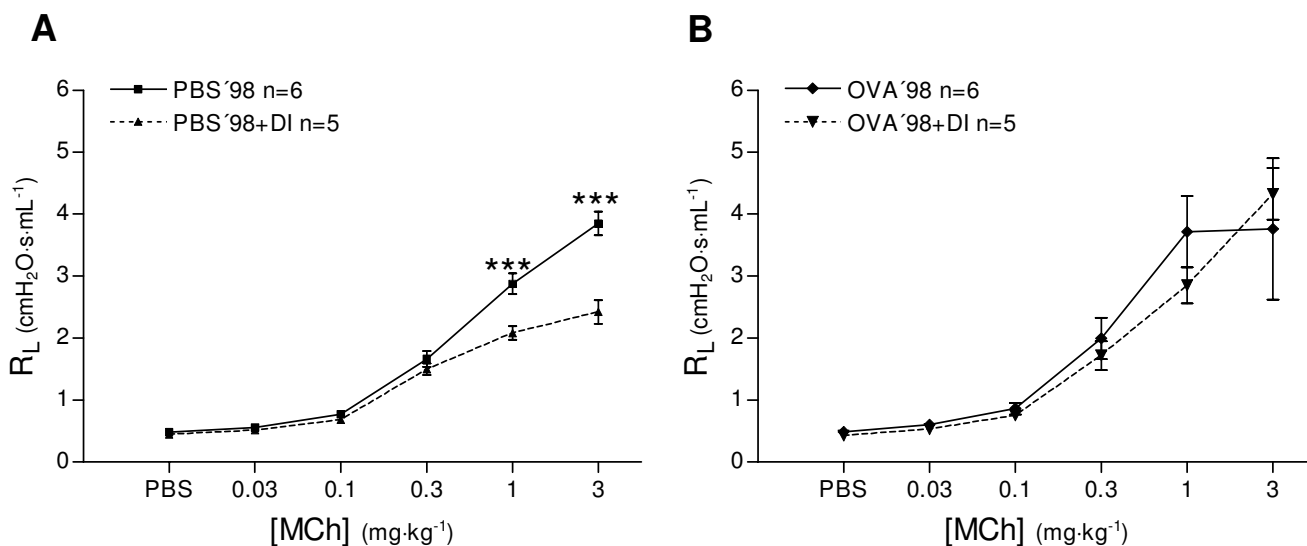 A
PBS´98 n=6
PBS´98+DI n=5
6
5
4
3
2
1
0
R_L (cmH₂O·s·mL⁻¹)
***
***
PBS 0.03 0.1 0.3 1 3
[MCh] (mg·kg⁻¹)
B
OVA´98 n=6
OVA´98+DI n=5
6
5
4
3
2
1
0
R_L (cmH₂O·s·mL⁻¹)
PBS 0.03 0.1 0.3 1 3
[MCh] (mg·kg⁻¹)